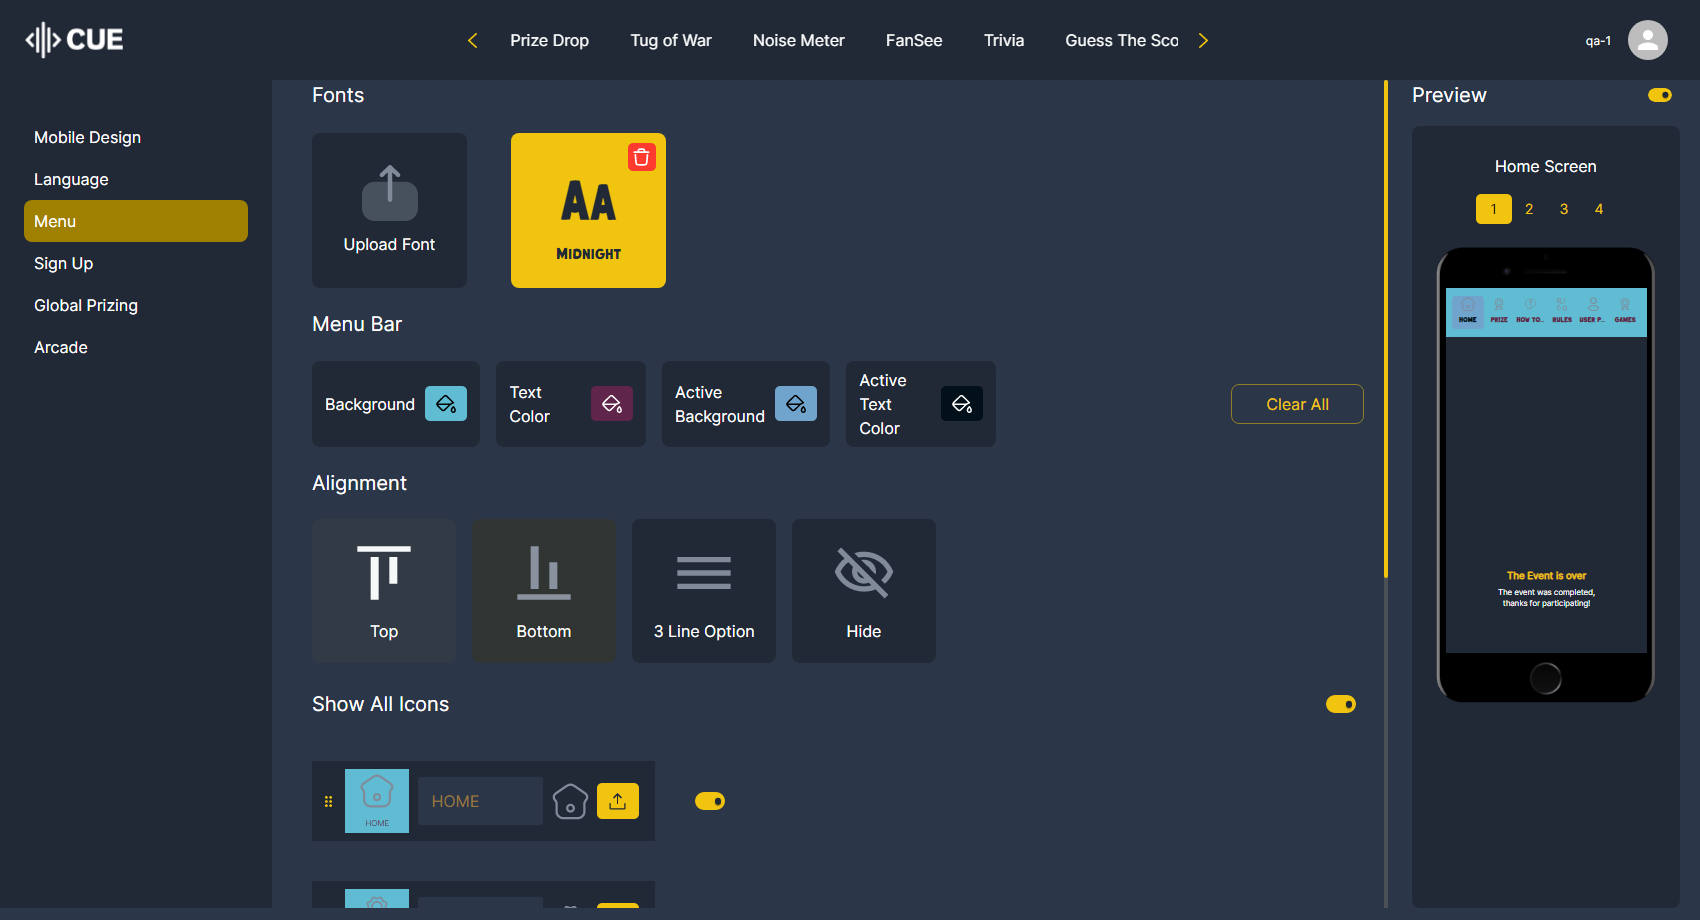 CUE
Prize Drop
Tug of War
Noise Meter
FanSee
Trivia
Guess The Sco
qa-1
Mobile Design
Language
Menu
Sign Up
Global Prizing
Arcade
Fonts
Upload Font
AA
MIDNIGHT
Menu Bar
Background
Text
Color
Active
Background
Active
Text
Color
Clear All
Alignment
Top
Bottom
3 Line Option
Hide
Show All Icons
HOME
HOME
Preview
Home Screen
1 2 3 4
HOME PRIZE HOW TO.. RULES USER P.. GAMES
The Event is over
The event was completed,
thanks for participating!